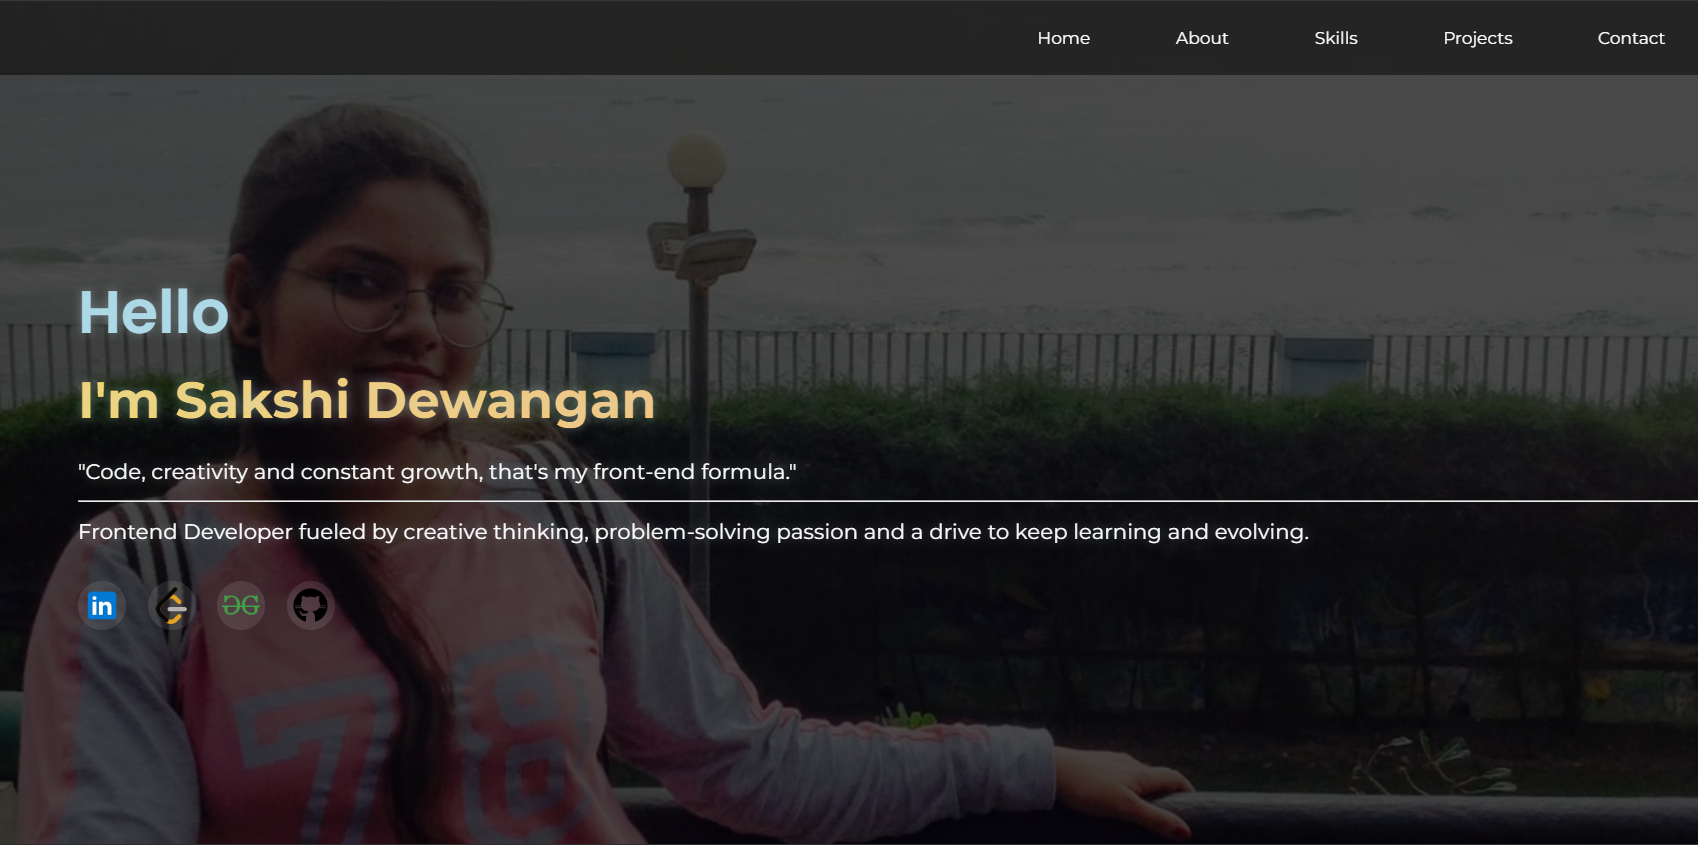 Home About Skills Projects Contact
Hello
I'm Sakshi Dewangan
"Code, creativity and constant growth, that's my front-end formula."
Frontend Developer fueled by creative thinking, problem-solving passion and a drive to keep learning and evolving.
in
78